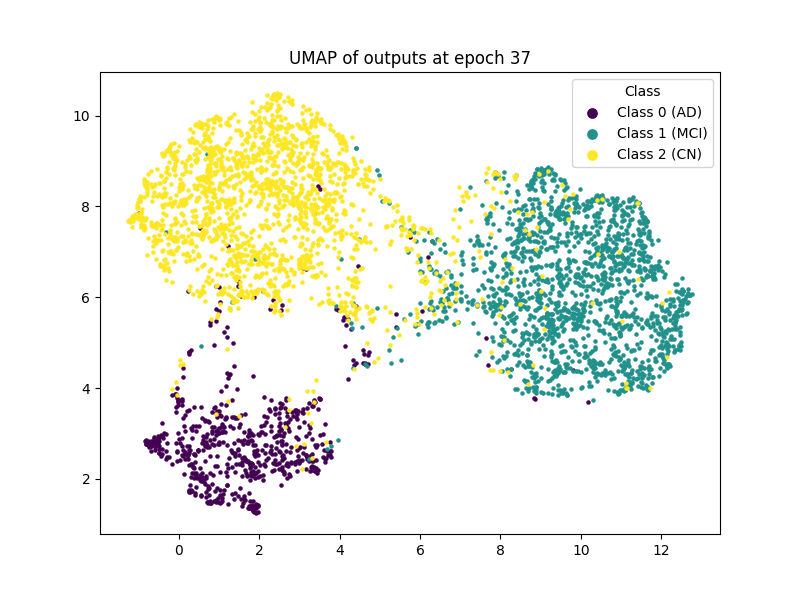 UMAP of outputs at epoch 37
Class
Class 0 (AD)
Class 1 (MCI)
Class 2 (CN)
10
8
6
4
2
0 2 4 6 8 10 12